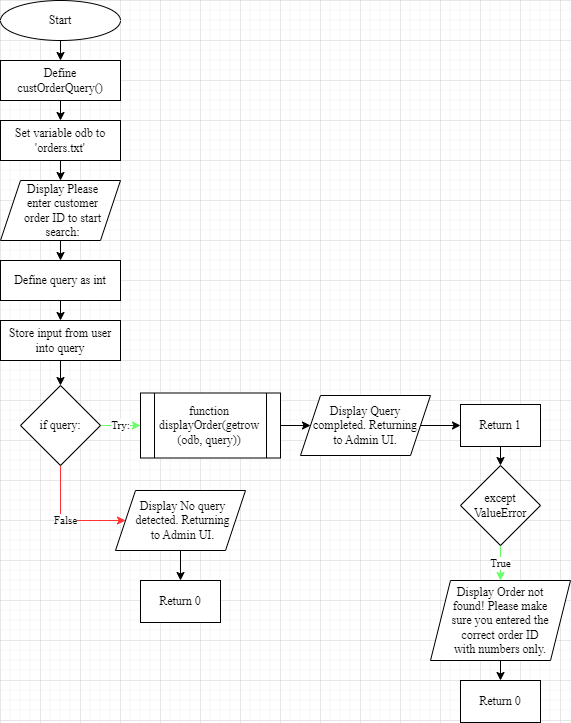 Start
Define
custOrderQuery()
Set variable odb to
'orders.txt'
Display Please
enter customer
order ID to start
search:
Define query as int
Store input from user
into query
if query:
Try:
function
displayOrder(getrow
(odb, query))
Display Query
completed. Returning
to Admin UI.
Return 1
except
ValueError
True
Display Order not
found! Please make
sure you entered the
correct order ID
with numbers only.
Return 0
False
Display No query
detected. Returning
to Admin UI.
Return 0